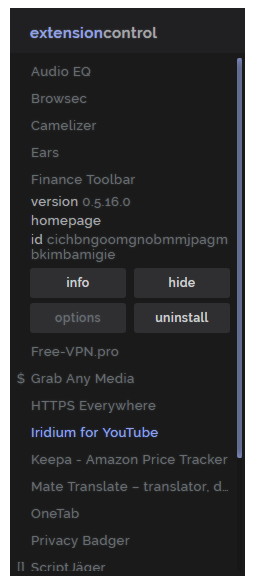 extensioncontrol
Audio EQ
Browsec
Camelizer
Ears
Finance Toolbar
version 0.5.16.0
homepage
id cichbngoomgnobmmjpagm
bkimbamigie
info hide
options uninstall
Free-VPN.pro
$ Grab Any Media
HTTPS Everywhere
Iridium for YouTube
Keepa - Amazon Price Tracker
Mate Translate – translator, d...
OneTab
Privacy Badger
[] ScriptJäger